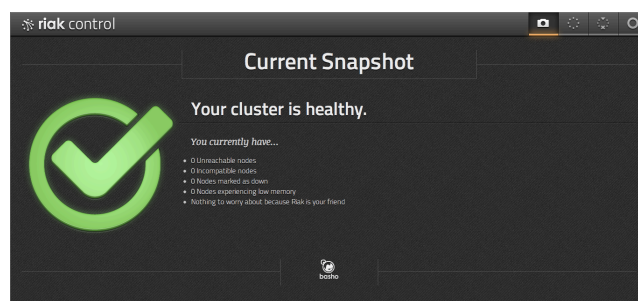 riak control
Current Snapshot
Your cluster is healthy.
You currently have...
0 Unreachable nodes
0 Incompatible nodes
0 Nodes marked as down
0 Nodes experiencing low memory
Nothing to worry about because Riak is your friend
basho